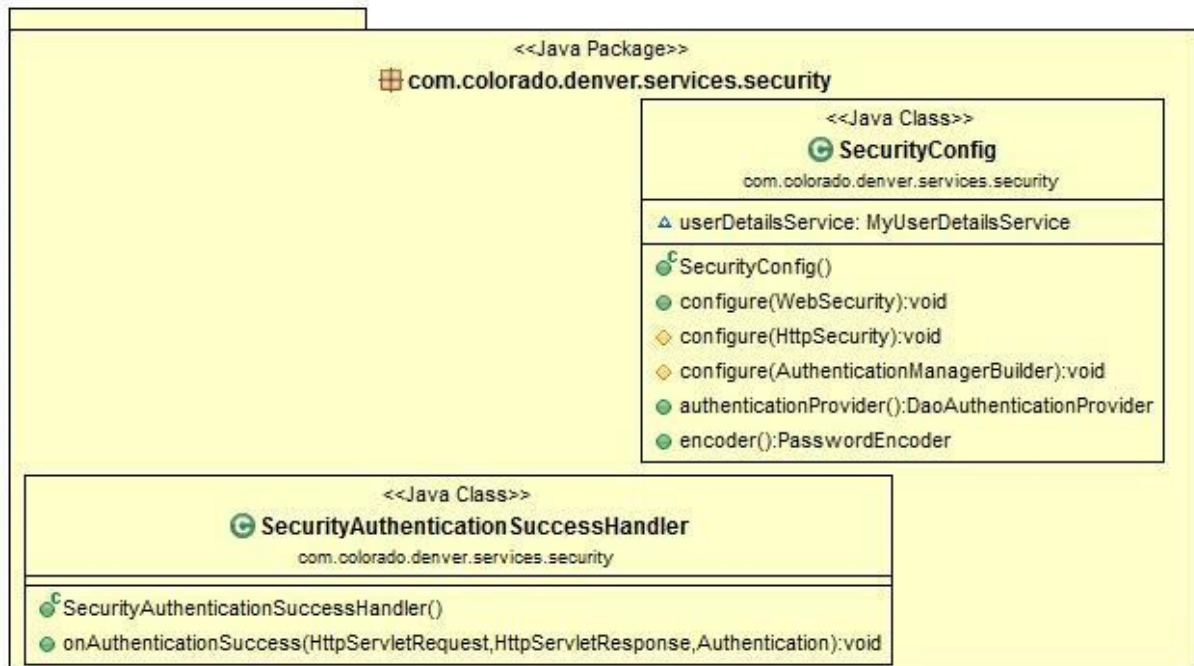 <<Java Package>>
com.colorado.denver.services.security
<<Java Class>>
SecurityConfig
com.colorado.denver.services.security
userDetailsService: MyUserDetailsService
SecurityConfig()
configure(WebSecurity):void
configure(HttpSecurity):void
configure(AuthenticationManagerBuilder):void
authenticationProvider():DaoAuthenticationProvider
encoder():PasswordEncoder
<<Java Class>>
SecurityAuthenticationSuccessHandler
com.colorado.denver.services.security
SecurityAuthenticationSuccessHandler()
onAuthenticationSuccess(HttpServletRequest,HttpServletResponse,Authentication):void